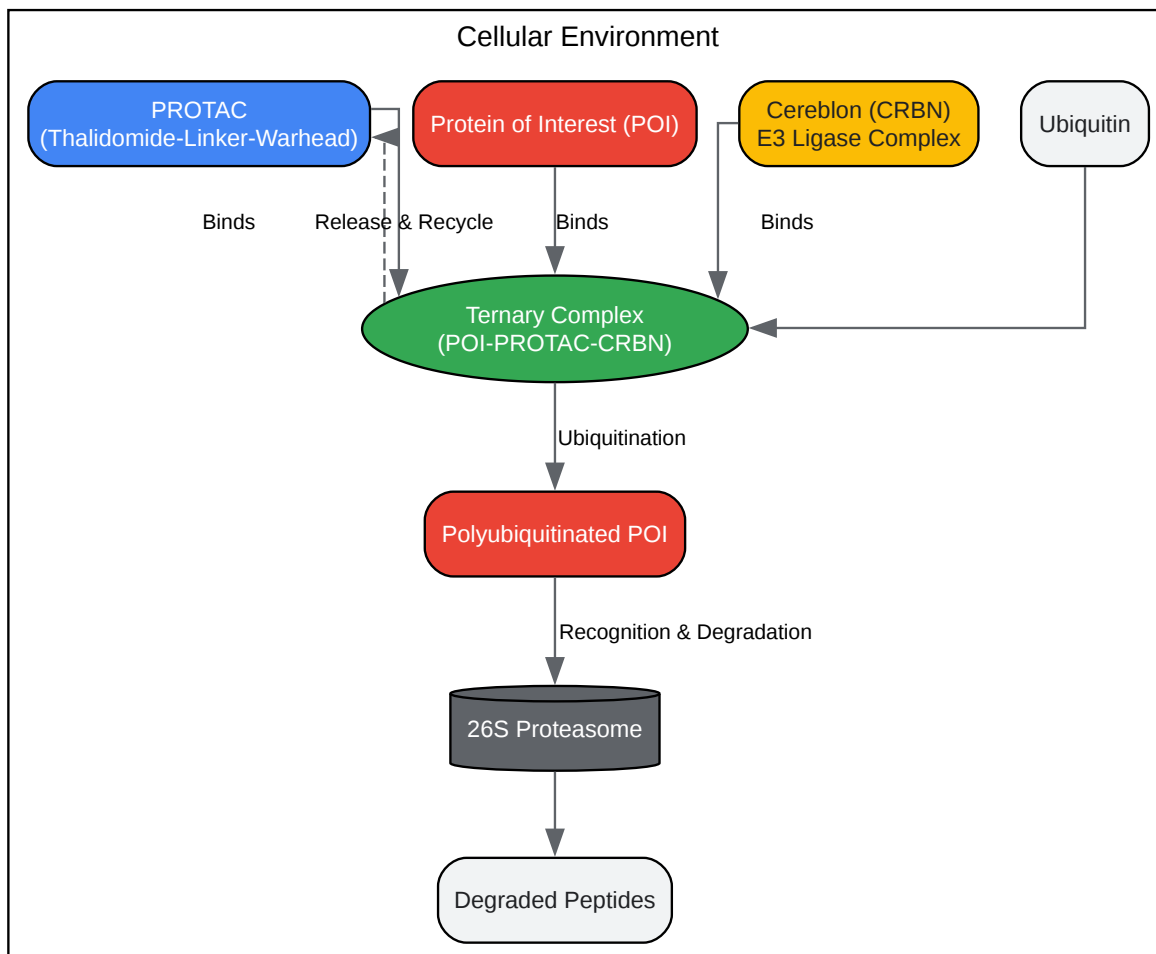 Cellular Environment
PROTAC
(Thalidomide-Linker-Warhead)
Protein of Interest (POI)
Cereblon (CRBN)
E3 Ligase Complex
Ubiquitin
Binds
Release & Recycle
Binds
Binds
Ternary Complex
(POI-PROTAC-CRBN)
Ubiquitination
Polyubiquitinated POI
Recognition & Degradation
26S Proteasome
Degraded Peptides